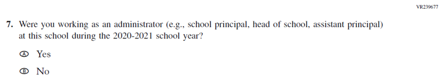 VR239677
7. Were you working as an administrator (e.g., school principal, head of school, assistant principal)
at this school during the 2020-2021 school year?
A Yes
B No